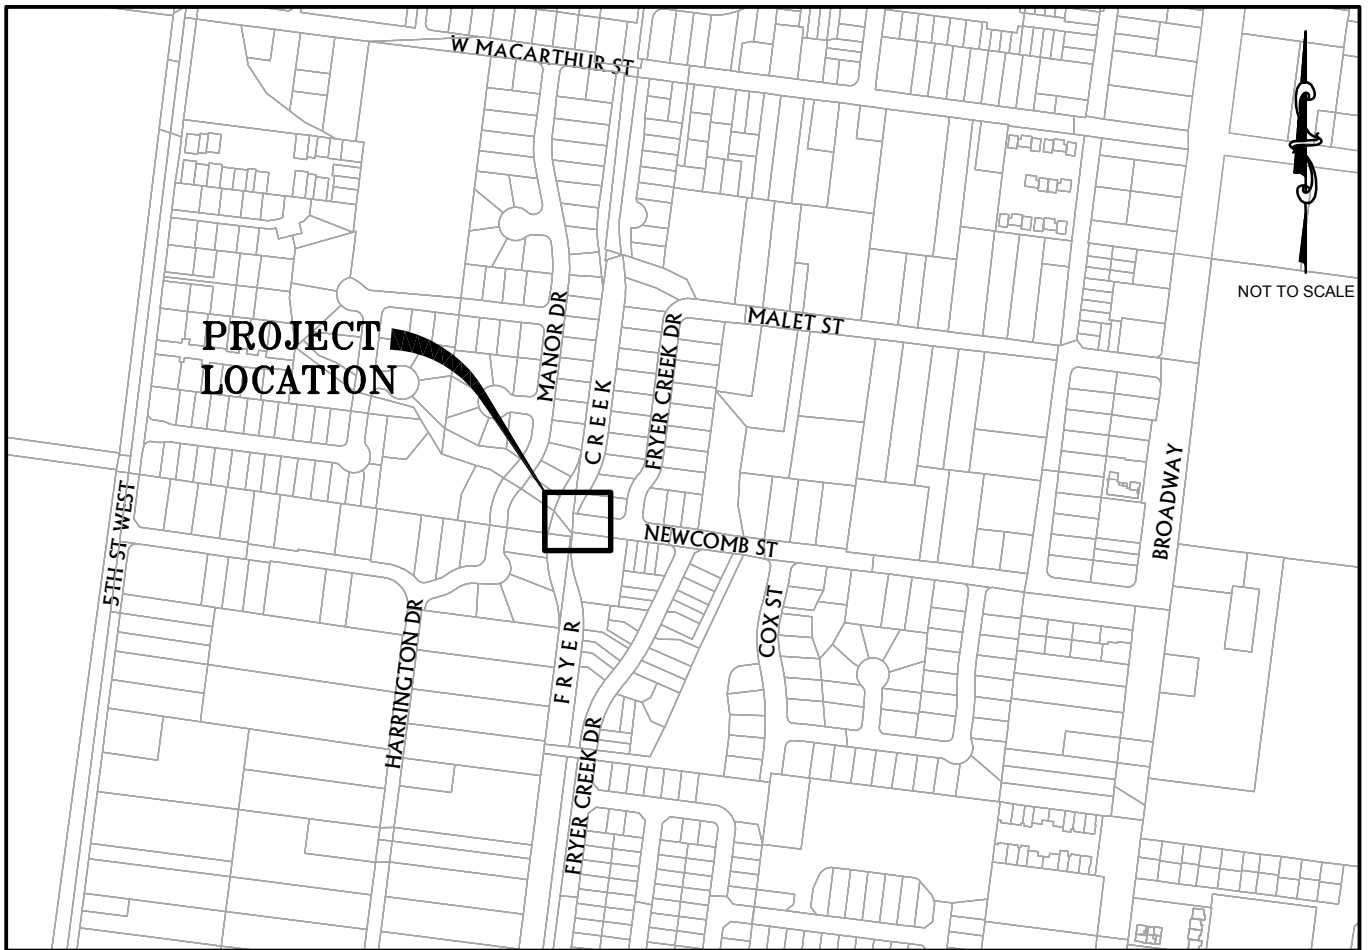 W MACARTHUR ST
NOT TO SCALE
PROJECT
LOCATION
MANOR DR
CREEK
FRYER CREEK DR
MALET ST
5TH ST WEST
NEWCOMB ST
BROADWAY
HARRINGTON DR
FRYER
COX ST
FRYER CREEK DR